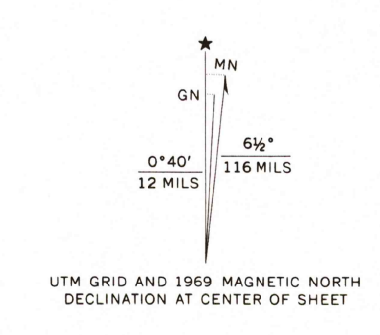 ★
MN
GN
6½°
116 MILS
0°40'
12 MILS
UTM GRID AND 1969 MAGNETIC NORTH
DECLINATION AT CENTER OF SHEET